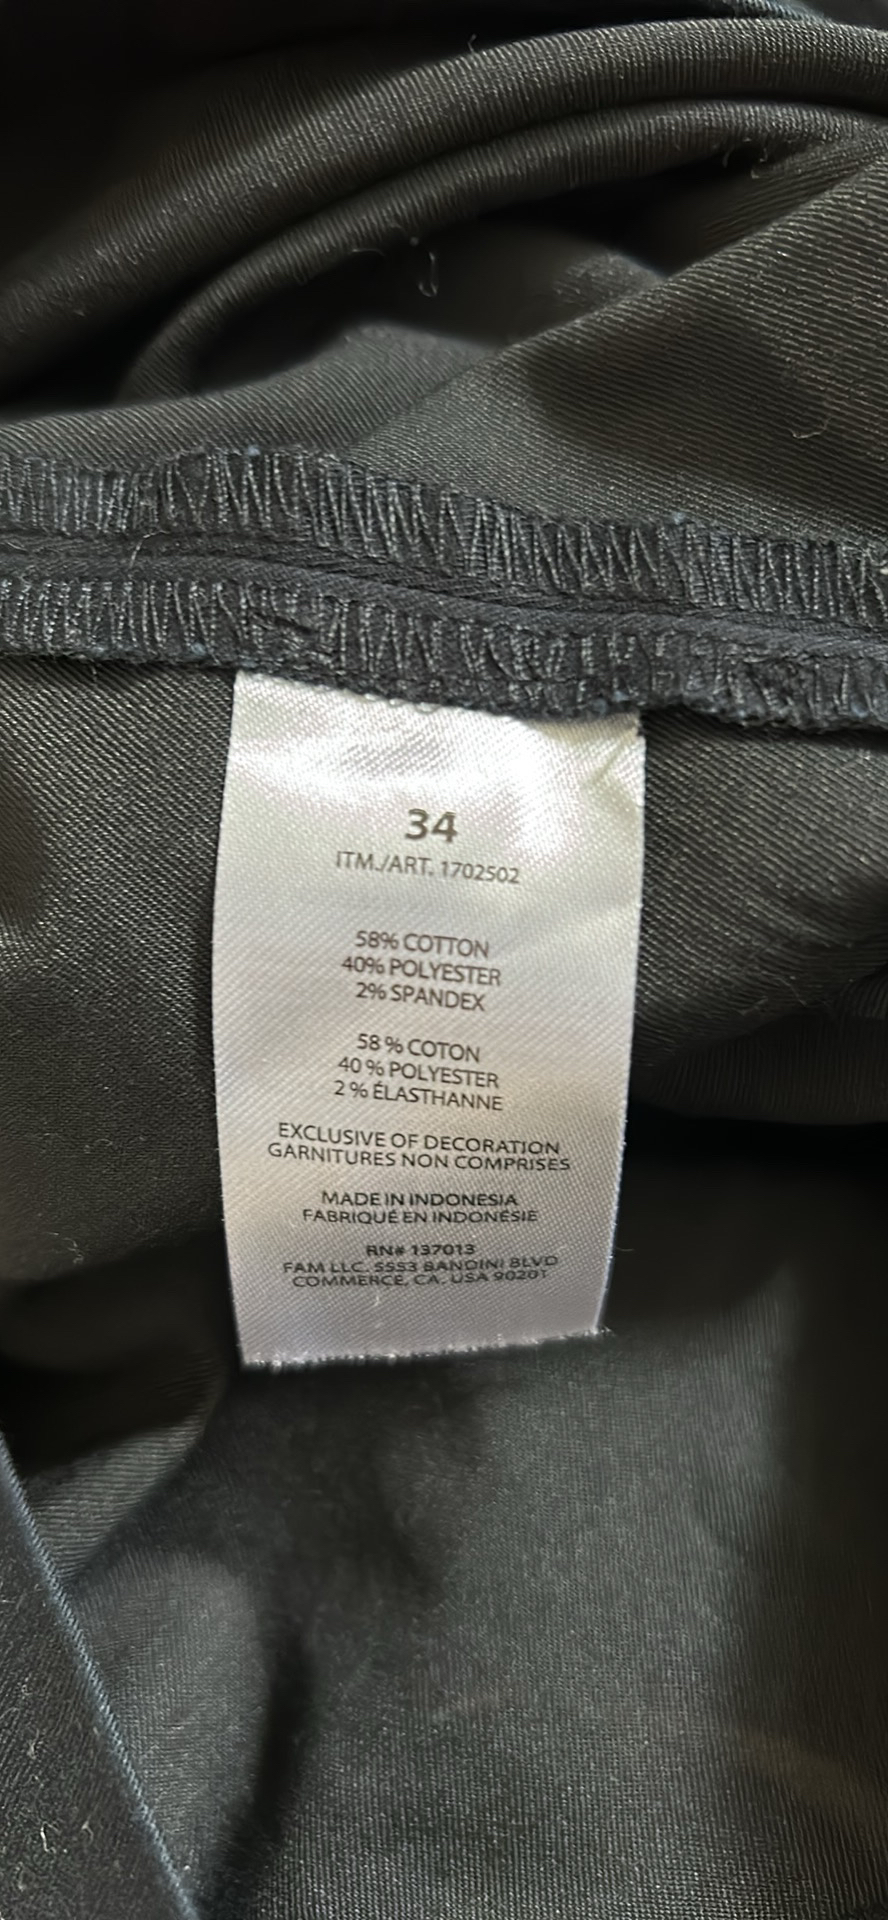 34
ITM./ART. 1702502
58% COTTON
40% POLYESTER
2% SPANDEX
58 % COTON
40 % POLYESTER
2 % ÉLASTHANNE
EXCLUSIVE OF DECORATION
GARNITURES NON COMPRISES
MADE IN INDONESIA
FABRIQUÉ EN INDONÉSIE
RN# 137013
FAM LLC. 5553 BANDINI BLVD
COMMERCE, CA. USA 90201